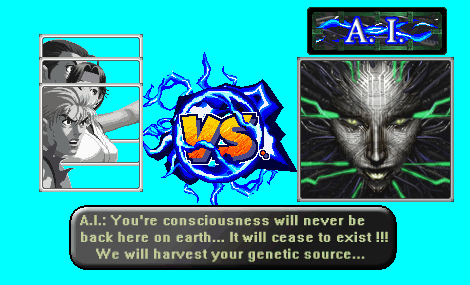 A. I.
VS.
A.I.: You're consciousness will never be
back here on earth... It will cease to exist !!!
We will harvest your genetic source...